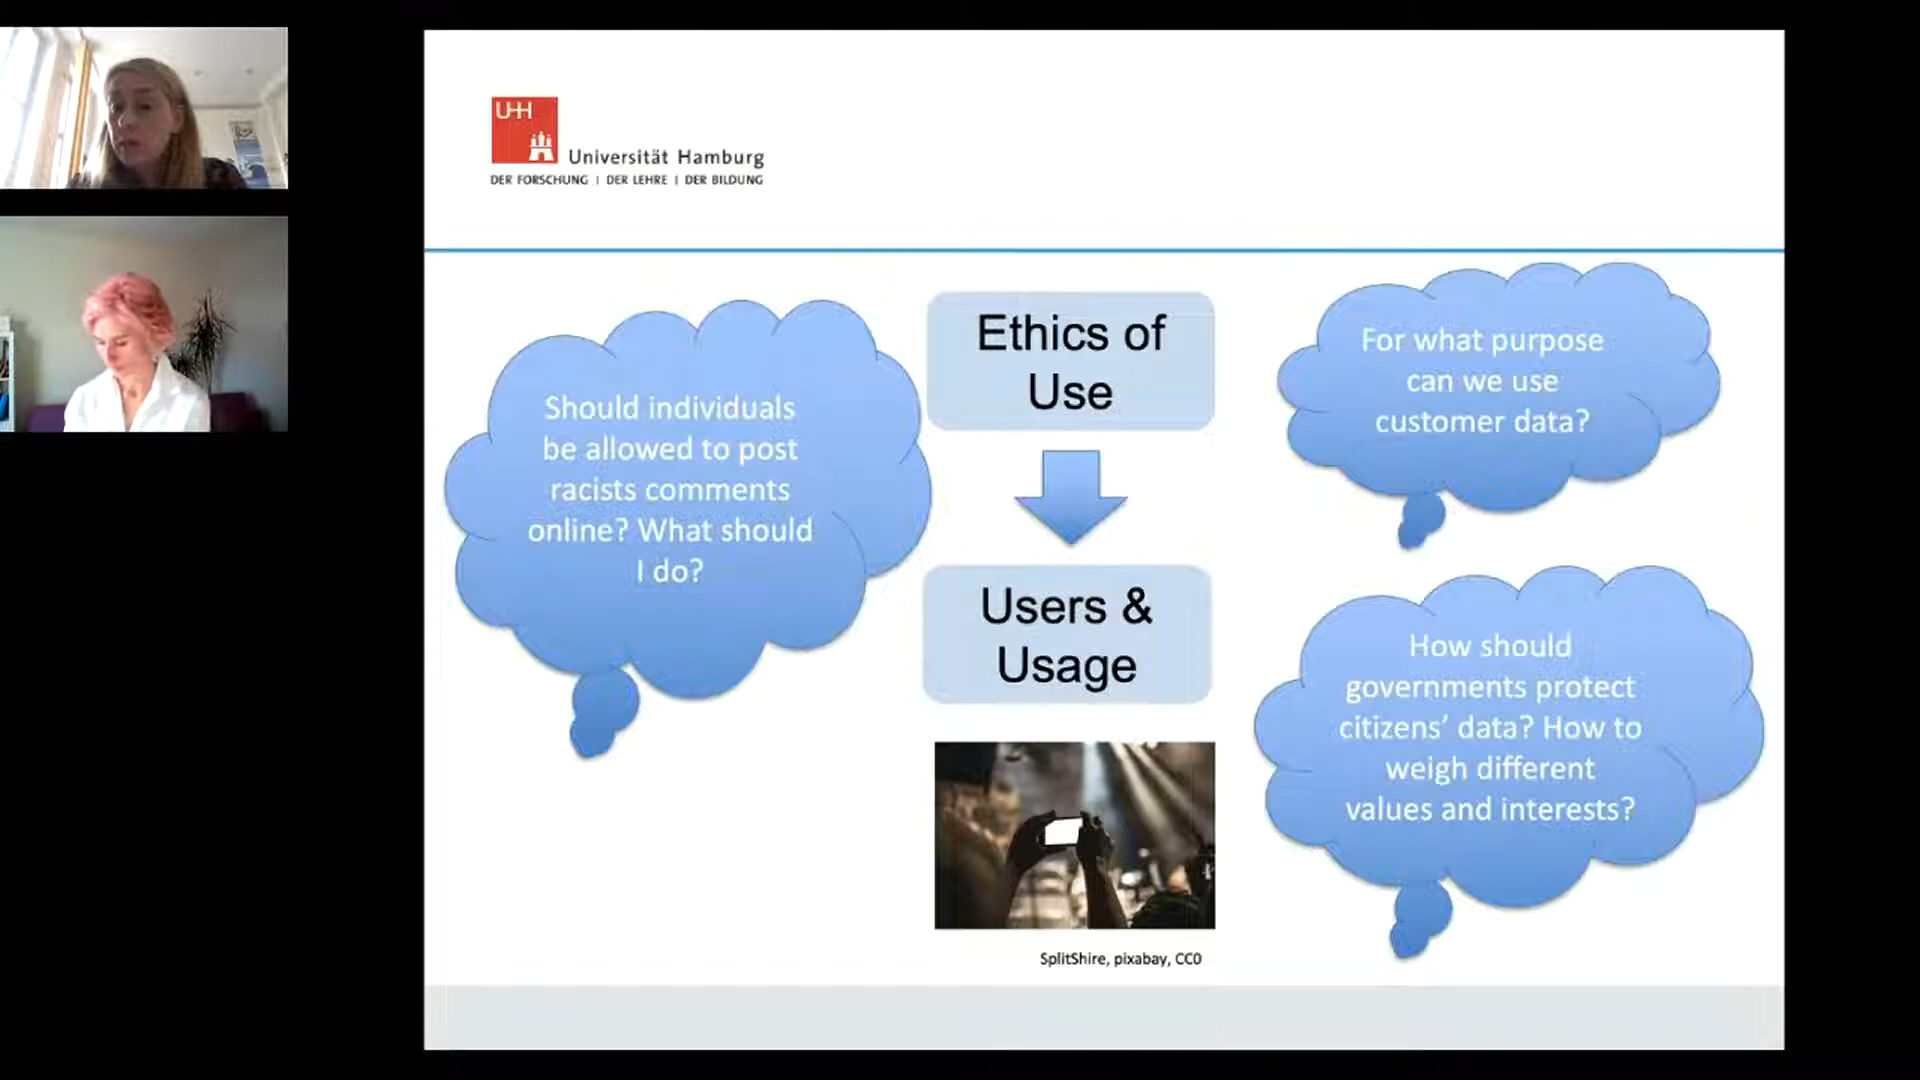 UHH
Universität Hamburg
DER FORSCHUNG | DER LEHRE | DER BILDUNG
Should individuals
be allowed to post
racists comments
online? What should
I do?
Ethics of
Use
Users &
Usage
SplitShire, pixabay, CC0
For what purpose
can we use
customer data?
How should
governments protect
citizens’ data? How to
weigh different
values and interests?